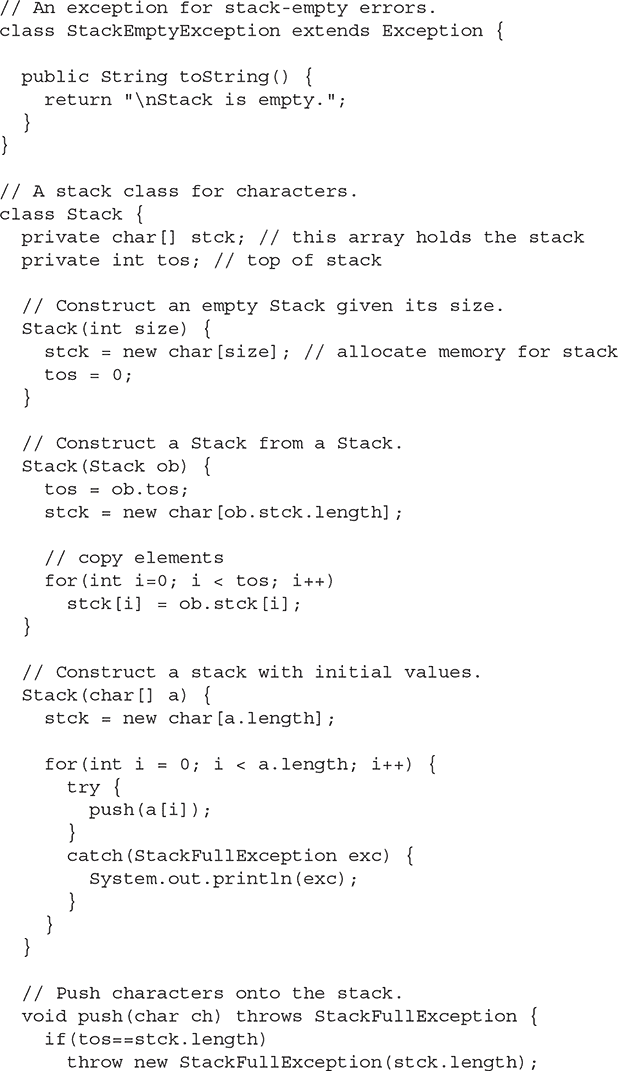 // An exception for stack-empty errors.
class StackEmptyException extends Exception {

  public String toString() {
    return "\nStack is empty.";
  }
}

// A stack class for characters.
class Stack {
  private char[] stck; // this array holds the stack
  private int tos; // top of stack

  // Construct an empty Stack given its size.
  Stack(int size) {
    stck = new char[size]; // allocate memory for stack
    tos = 0;
  }

  // Construct a Stack from a Stack.
  Stack(Stack ob) {
    tos = ob.tos;
    stck = new char[ob.stck.length];

    // copy elements
    for(int i=0; i < tos; i++)
      stck[i] = ob.stck[i];
  }

  // Construct a stack with initial values.
  Stack(char[] a) {
    stck = new char[a.length];

    for(int i = 0; i < a.length; i++) {
      try {
        push(a[i]);
      }
      catch(StackFullException exc) {
        System.out.println(exc);
      }
    }
  }

  // Push characters onto the stack.
  void push(char ch) throws StackFullException {
    if(tos==stck.length)
      throw new StackFullException(stck.length);